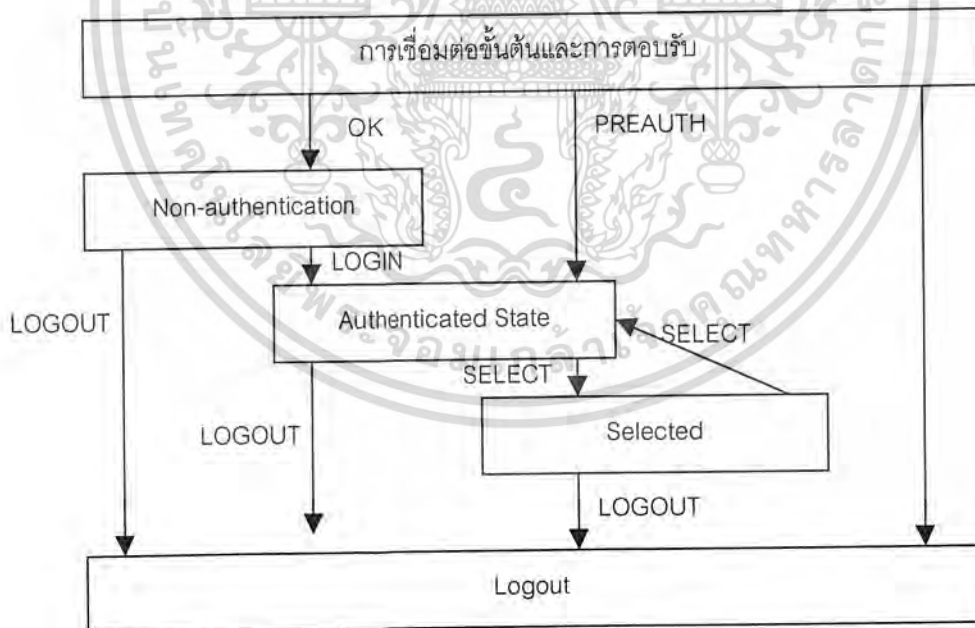 การเชื่อมต่อขั้นต้นและการตอบรับ
OK
PREAUTH
Non-authentication
LOGIN
LOGOUT
Authenticated State
SELECT
SELECT
LOGOUT
Selected
LOGOUT
Logout